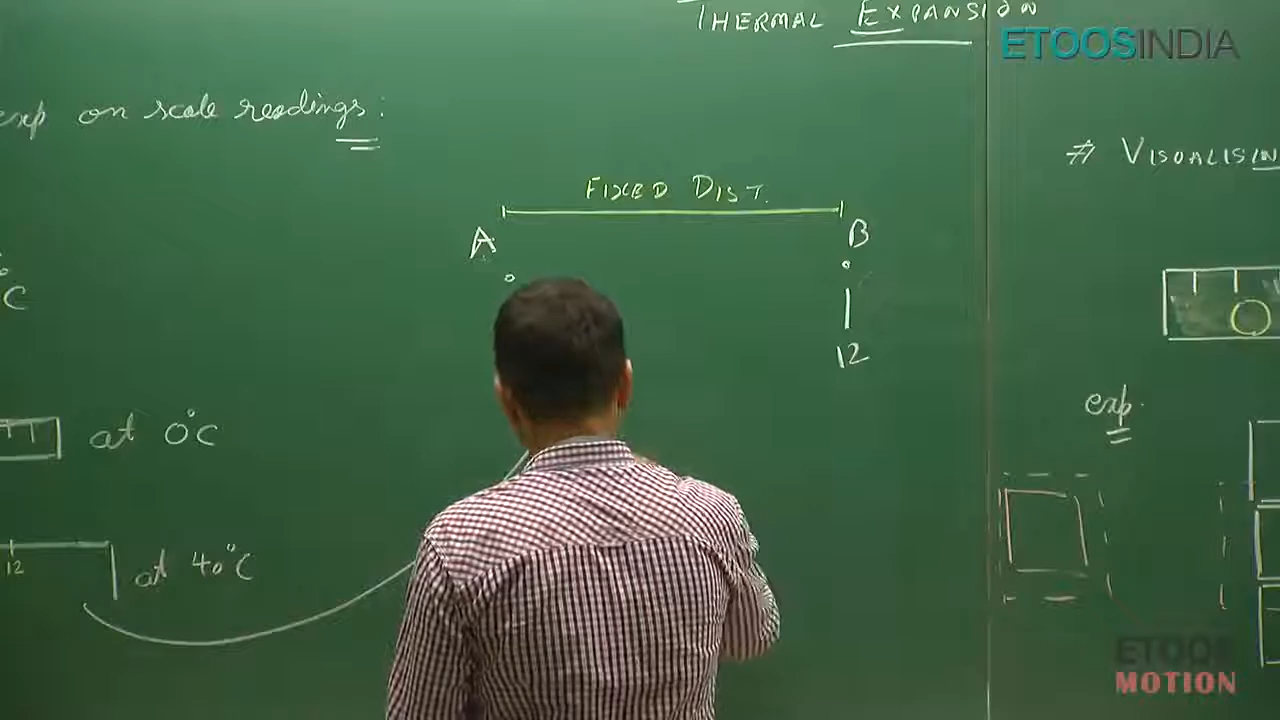 THERMAL EXPANSION
ETOOSINDIA
exp on scale readings:
# VISUALISIN
FIXED DIST.
A
B
°C
12
exp.
at 0°C
12
at 40°C
ETOOS
MOTION